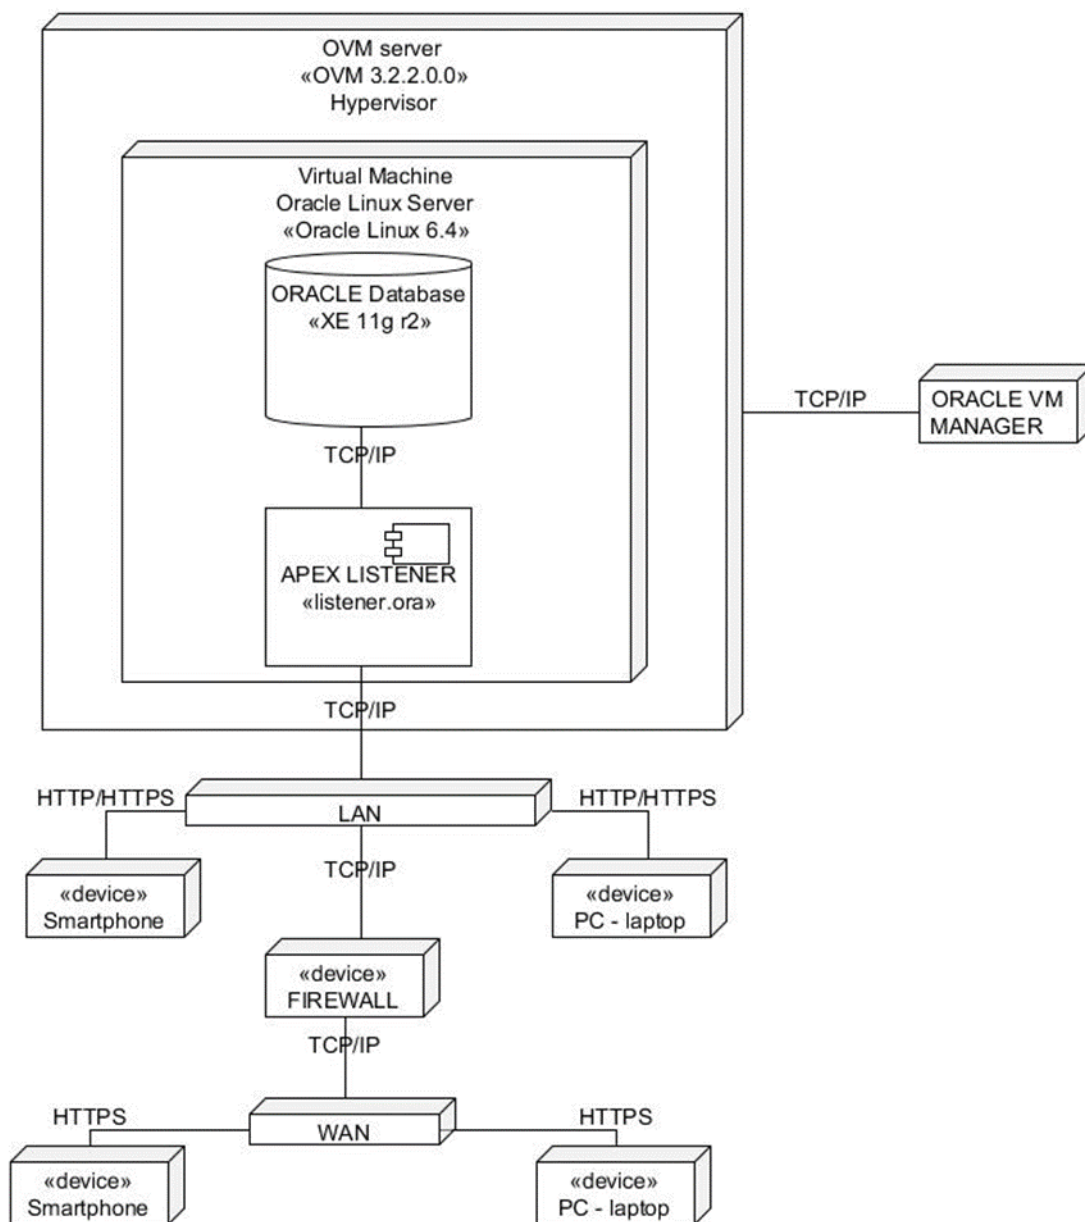 OVM server
«OVM 3.2.2.0.0»
Hypervisor
Virtual Machine
Oracle Linux Server
«Oracle Linux 6.4»
ORACLE Database
«XE 11g r2»
TCP/IP
ORACLE VM
MANAGER
TCP/IP
APEX LISTENER
«listener.ora»
TCP/IP
HTTP/HTTPS
LAN
HTTP/HTTPS
«device»
Smartphone
TCP/IP
«device»
PC - laptop
«device»
FIREWALL
TCP/IP
HTTPS
WAN
HTTPS
«device»
Smartphone
«device»
PC - laptop